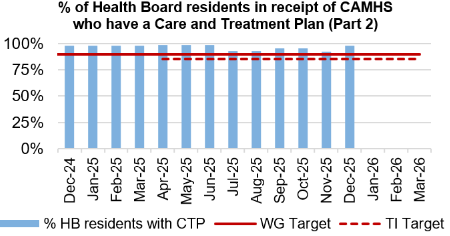 % of Health Board residents in receipt of CAMHS
who have a Care and Treatment Plan (Part 2)
100%
75%
50%
25%
0%
Dec-24
Jan-25
Feb-25
Mar-25
Apr-25
May-25
Jun-25
Jul-25
Aug-25
Sep-25
Oct-25
Nov-25
Dec-25
Jan-26
Feb-26
Mar-26
% HB residents with CTP WG Target TI Target